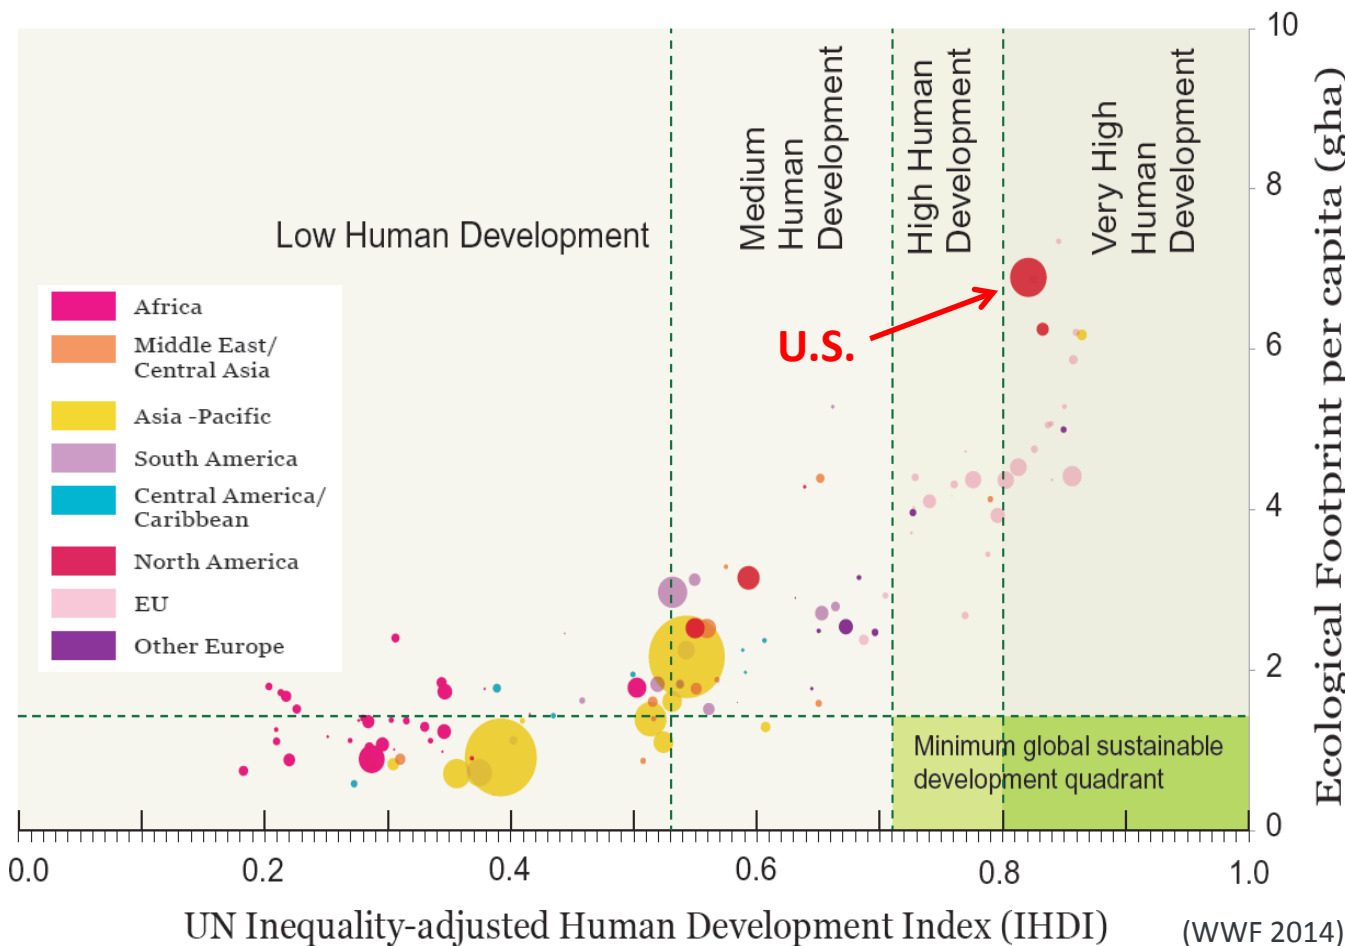 10
Ecological Footprint per capita (gha)
8
6
4
2
0
Low Human Development
Medium
Human
Development
High Human
Development
Very High
Human
Development
U.S.
Africa
Middle East/
Central Asia
Asia -Pacific
South America
Central America/
Caribbean
North America
EU
Other Europe
Minimum global sustainable
development quadrant
0.0 0.2 0.4 0.6 0.8 1.0
UN Inequality-adjusted Human Development Index (IHDI)
(WWF 2014)